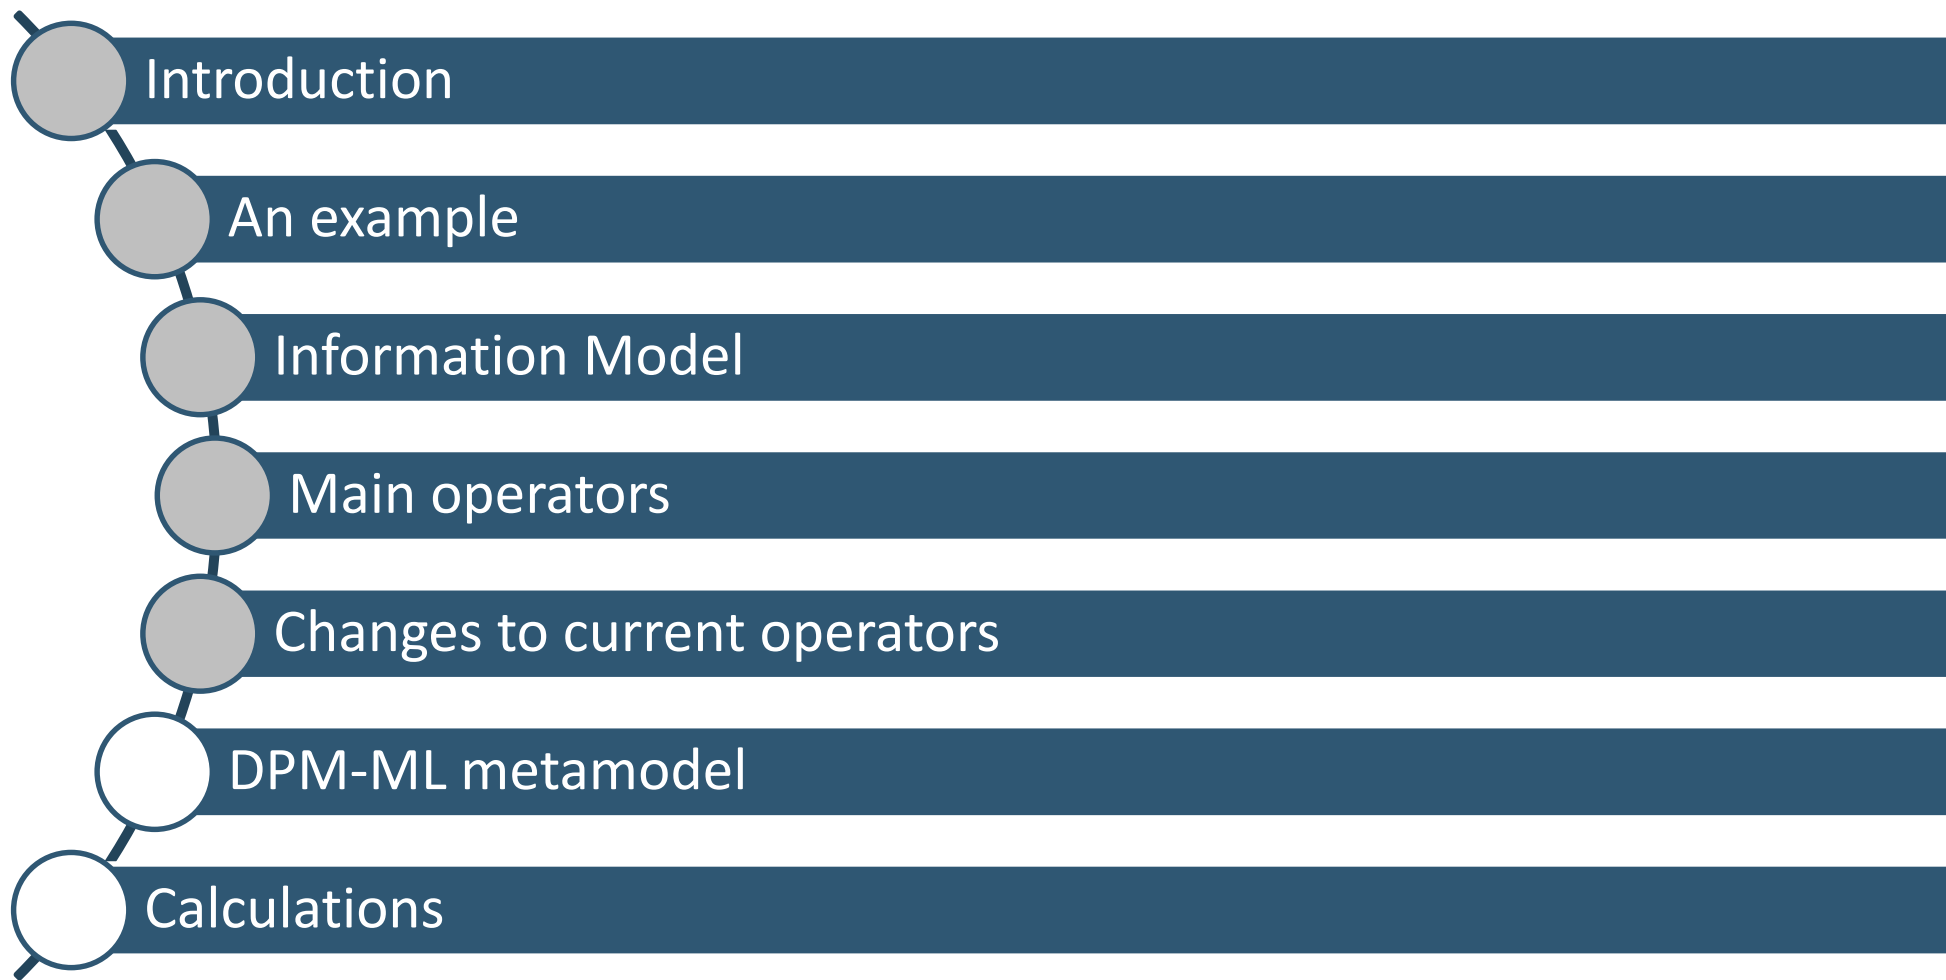 Introduction
An example
Information Model
Main operators
Changes to current operators
DPM-ML metamodel
Calculations